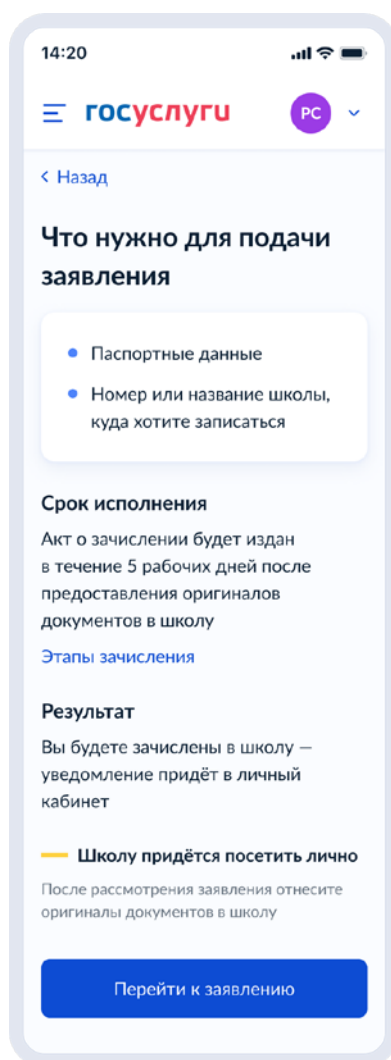 14:20
госуслуги
РС
Назад
Что нужно для подачи
заявления
Паспортные данные
Номер или название школы,
куда хотите записаться
Срок исполнения
Акт о зачислении будет издан
в течение 5 рабочих дней после
предоставления оригиналов
документов в школу
Этапы зачисления
Результат
Вы будете зачислены в школу —
уведомление придёт в личный
кабинет
Школу придётся посетить лично
После рассмотрения заявления отнесите
оригиналы документов в школу
Перейти к заявлению